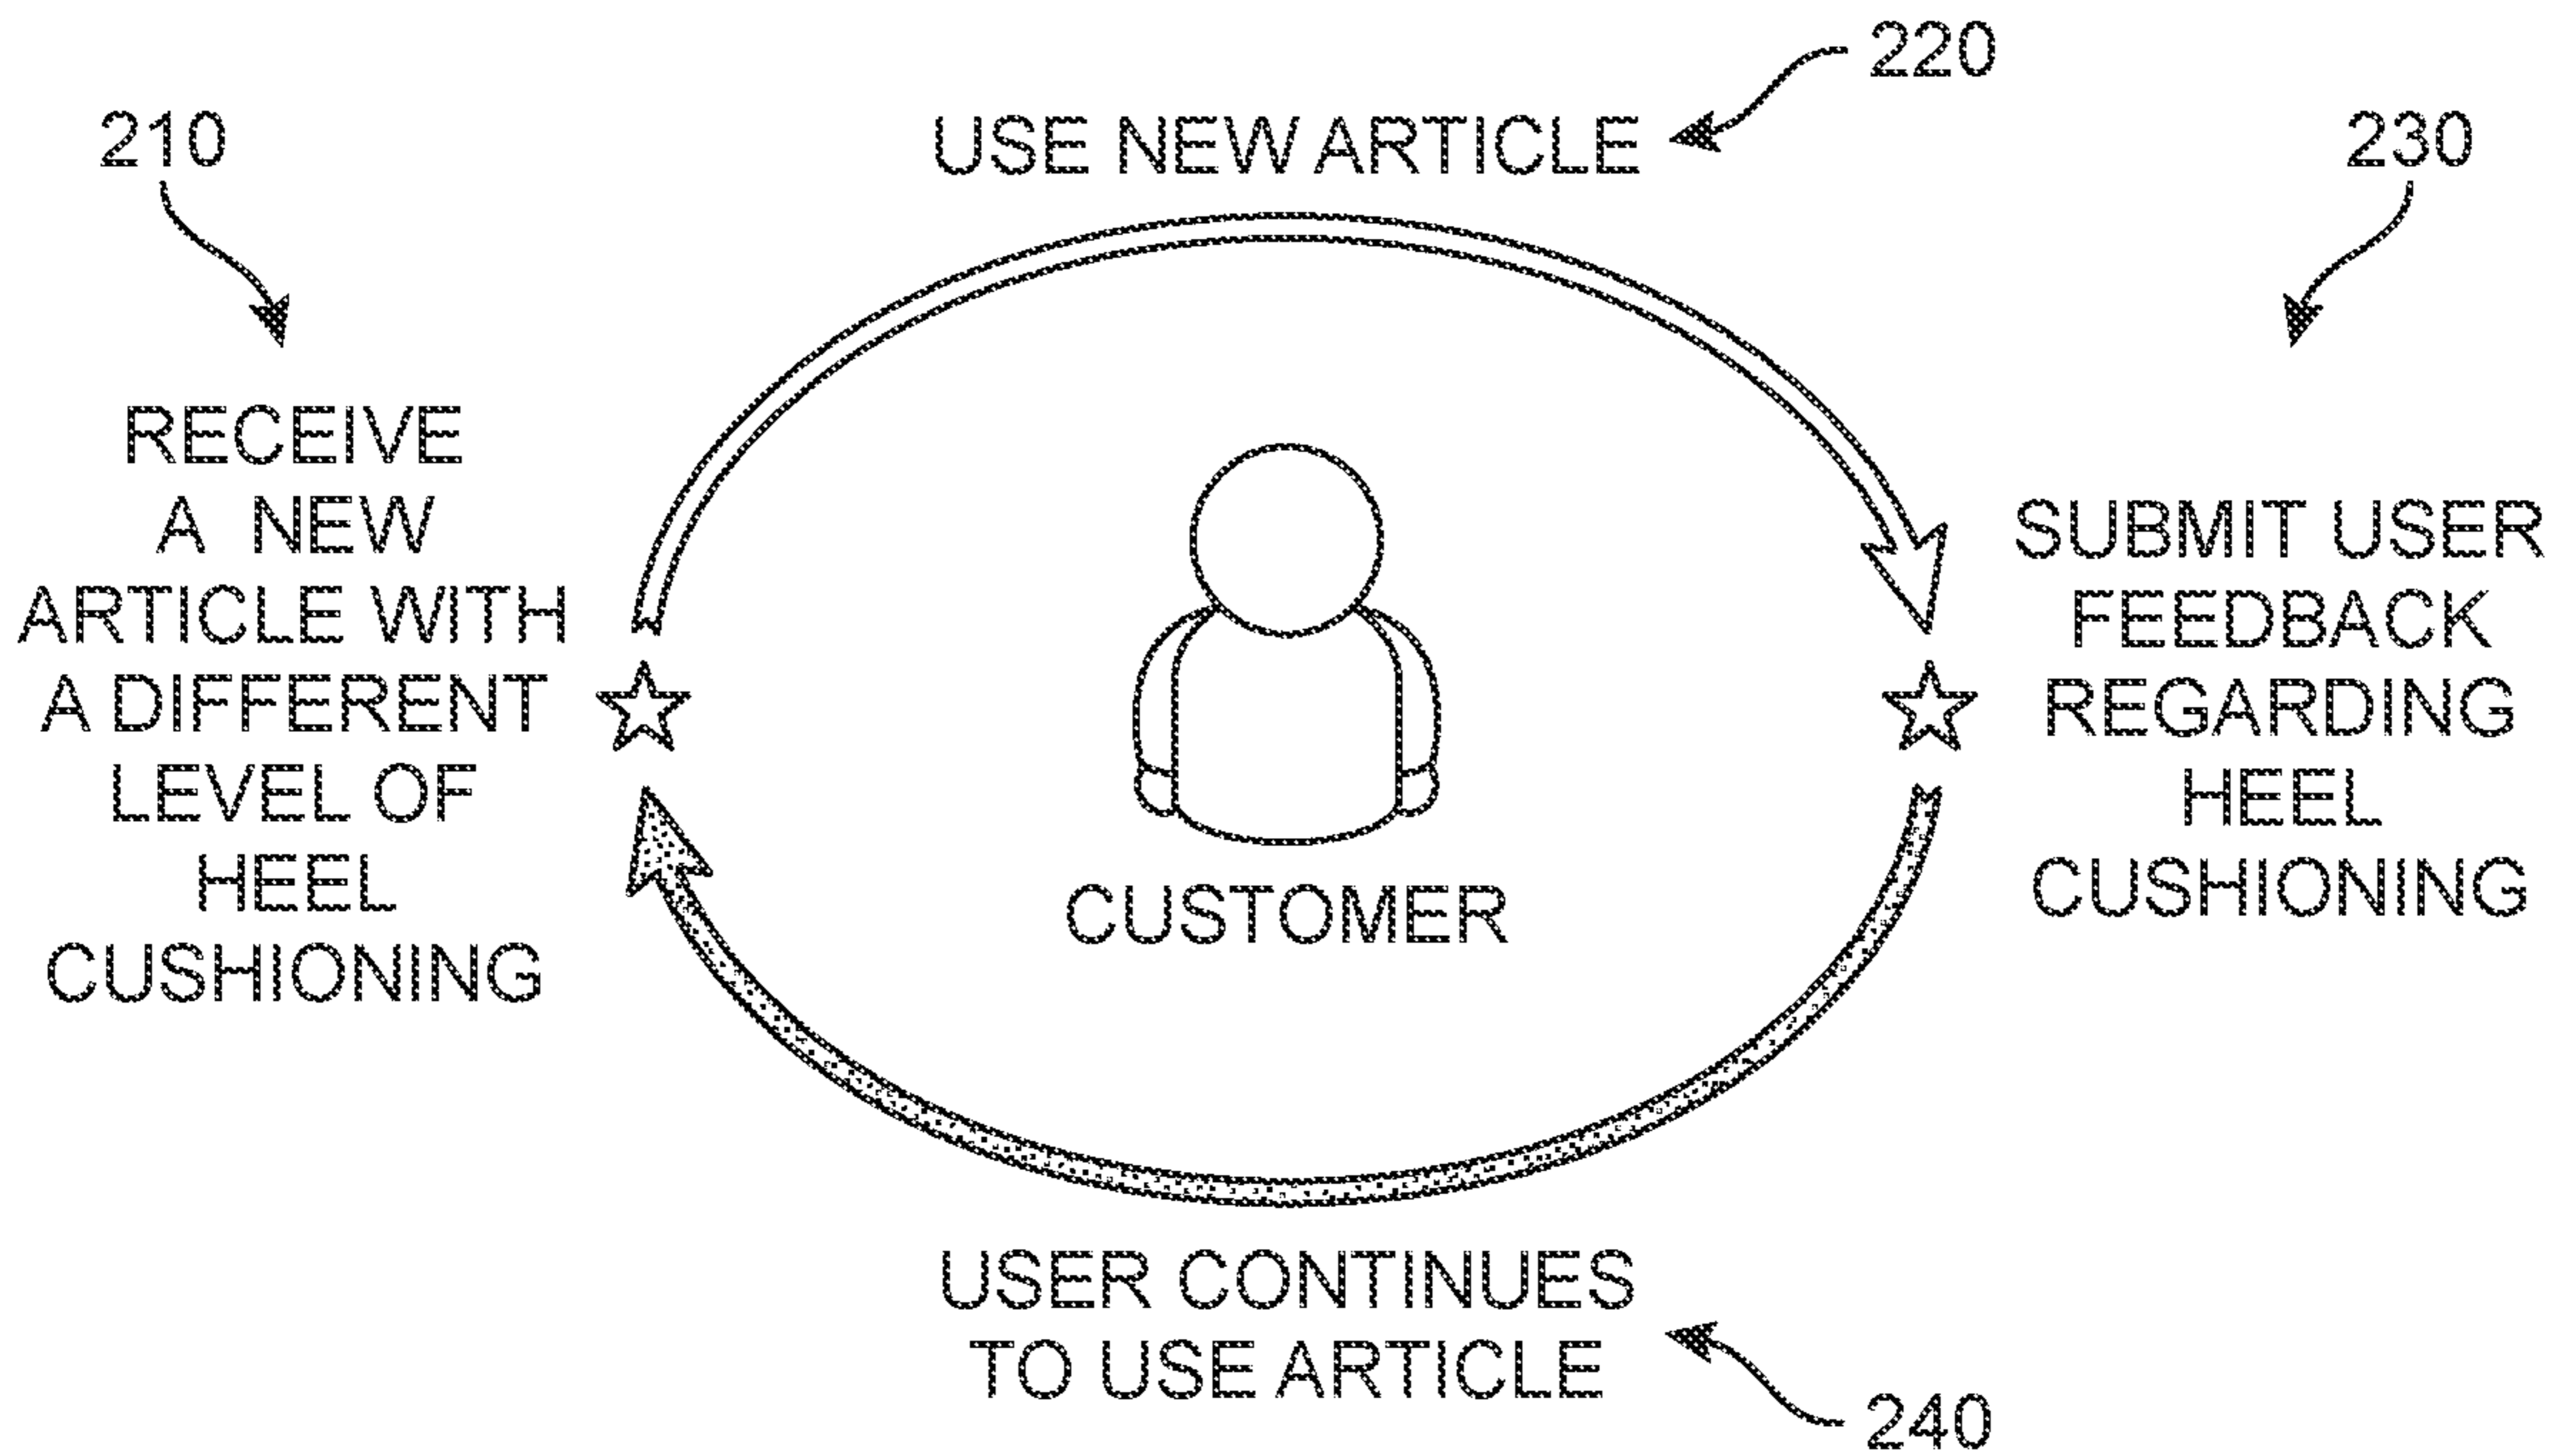 220
USE NEW ARTICLE
210
230
RECEIVE
A NEW
ARTICLE WITH
A DIFFERENT
LEVEL OF
HEEL
CUSHIONING
SUBMIT USER
FEEDBACK
REGARDING
HEEL
CUSHIONING
CUSTOMER
USER CONTINUES
TO USE ARTICLE
240